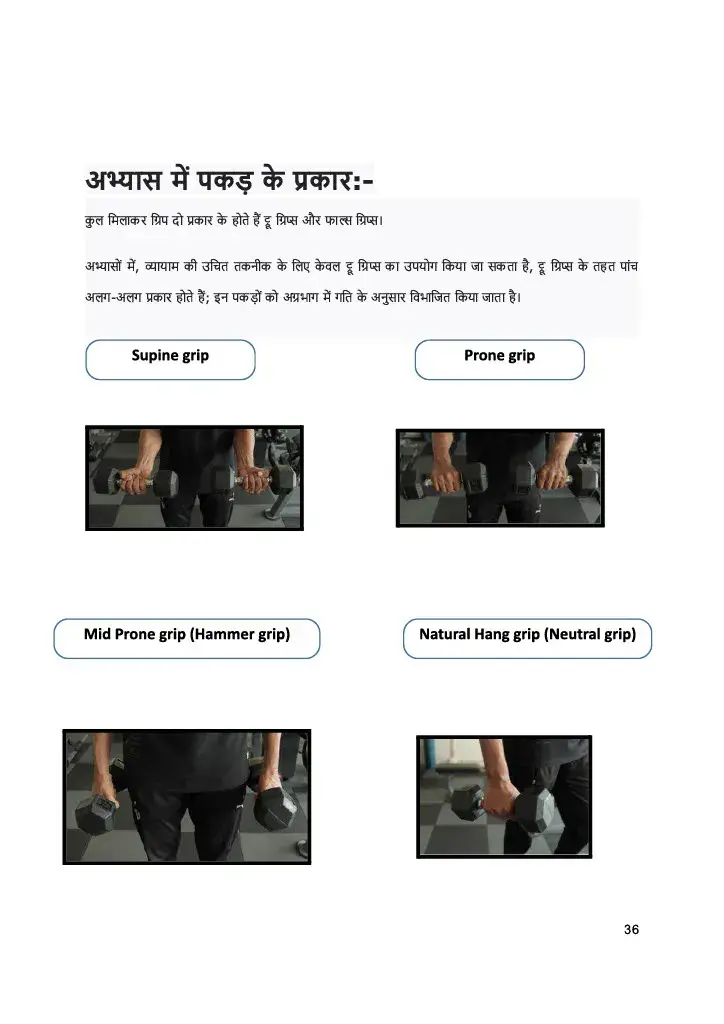 अभ्यास में पकड़ के प्रकार:-
कुल मिलाकर ग्रिप दो प्रकार के होते हैं ट्रू ग्रिप्स और फाल्स ग्रिप्स।
अभ्यासों में, व्यायाम की उचित तकनीक के लिए केवल ट्रू ग्रिप्स का उपयोग किया जा सकता है, ट्रू ग्रिप्स के तहत पांच
अलग-अलग प्रकार होते हैं; इन पकड़ों को अग्रभाग में गति के अनुसार विभाजित किया जाता है।
Supine grip
Prone grip
Mid Prone grip (Hammer grip)
Natural Hang grip (Neutral grip)
36